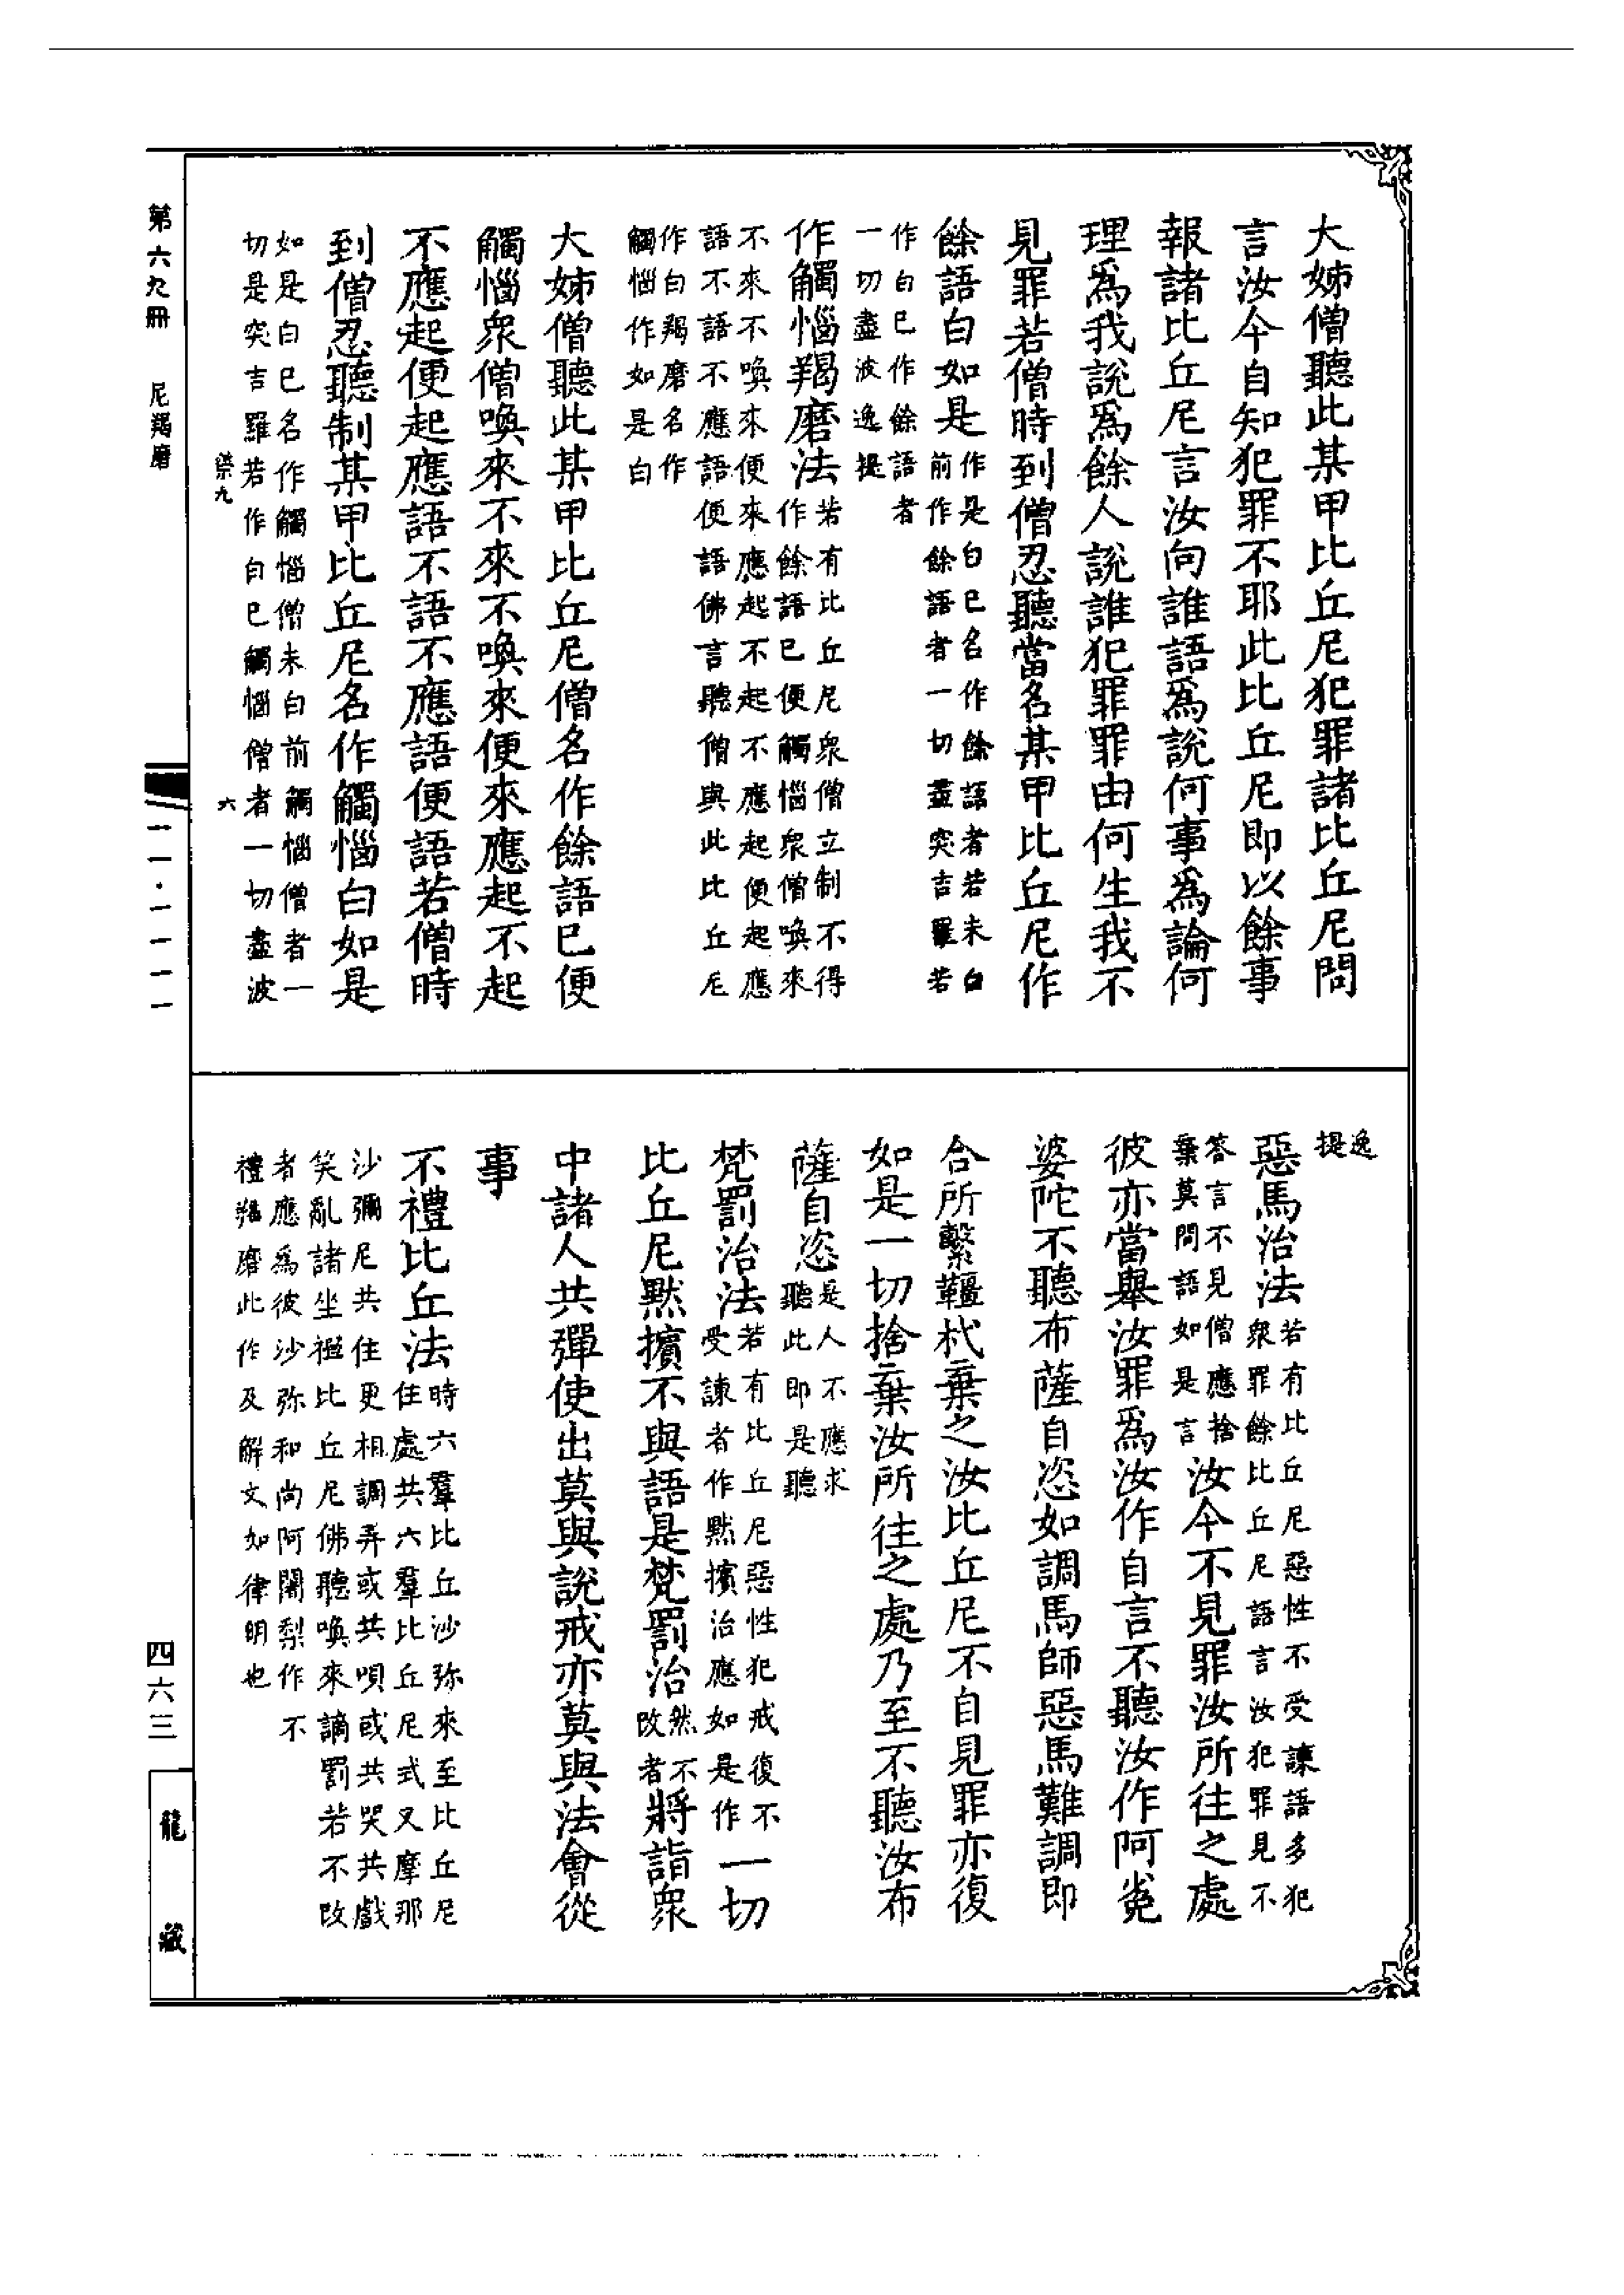 大姊僧聽此某甲比丘尼犯罪諸比丘尼問
言汝今自知犯罪不耶此比丘尼即以餘事
報諸比丘尼言汝向誰語爲說何事爲論何
理爲我說爲餘人說誰犯罪罪由何生我不
見罪若僧時到僧忍聽當名某甲比丘尼作
餘語白如是
作是白已名作餘語者若未白
前作餘語者一切盡突吉羅若
作白已作餘語者
一切盡波逸提
作觸惱羯磨法
若有比丘尼衆僧立制不得
作餘語已便觸惱衆僧喚來
不來不喚來便來應起不起不應起便起應
語不語不應語便語佛言聽僧與此比丘尼
作白羯磨名作
觸惱作如是白
大姊僧聽此某甲比丘尼僧名作餘語已便
觸惱衆僧喚來不來不喚來便來應起不起
不應起便起應語不語不應語便語若僧時
到僧忍聽制某甲比丘尼名作觸惱白如是
如是白已名作觸惱僧未白前觸惱僧者一
切是突吉羅若作白已觸惱僧者一切盡波
逸
提
惡馬治法
若有比丘尼惡性不受諫語多犯
衆罪餘比丘尼語言汝犯罪見不
答言不見僧應捨
棄莫問語如是言
汝今不見罪汝所往之處
彼亦當舉汝罪爲汝作自言不聽汝作阿㝹
婆陀不聽布薩自恣如調馬師惡馬難調即
合所繫韁杙棄之汝比丘尼不自見罪亦復
如是一切捨棄汝所往之處乃至不聽汝布
薩自恣
是人不應求
聽此即是聽
梵罰治法
若有比丘尼惡性犯戒復不
受諫者作默擯治應如是作
一切
比丘尼默擯不與語是梵罰治
然不
改者
將詣衆
中諸人共彈使出莫與說戒亦莫與法會從
事
不禮比丘法
時六羣比丘沙弥來至比丘尼
住處共六羣比丘尼式叉摩那
沙彌尼共住更相調弄或共唄或共哭共戲
笑亂諸坐禪比丘尼佛聽喚來謫罰若不改
者應爲彼沙弥和尚阿闍梨作不
禮羯磨此作及解文如律明也
第六九冊
尼羯磨
榮九
六
一一·一一一一
四六三
龍藏